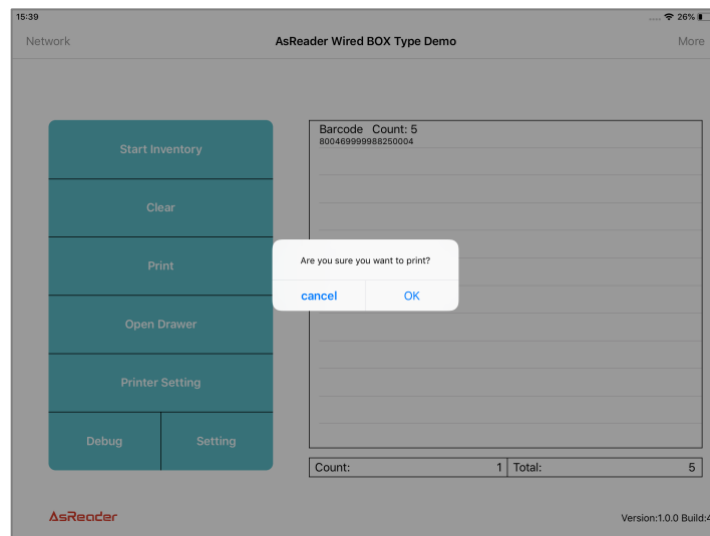 15:39 .... 26%
Network AsReader Wired BOX Type Demo More
Start Inventory
Clear
Print
Open Drawer
Printer Setting
Debug Setting
Barcode Count: 5
800469999988250004
Are you sure you want to print?
cancel OK
Count: 1 Total: 5
AsReader
Version:1.0.0 Build:4